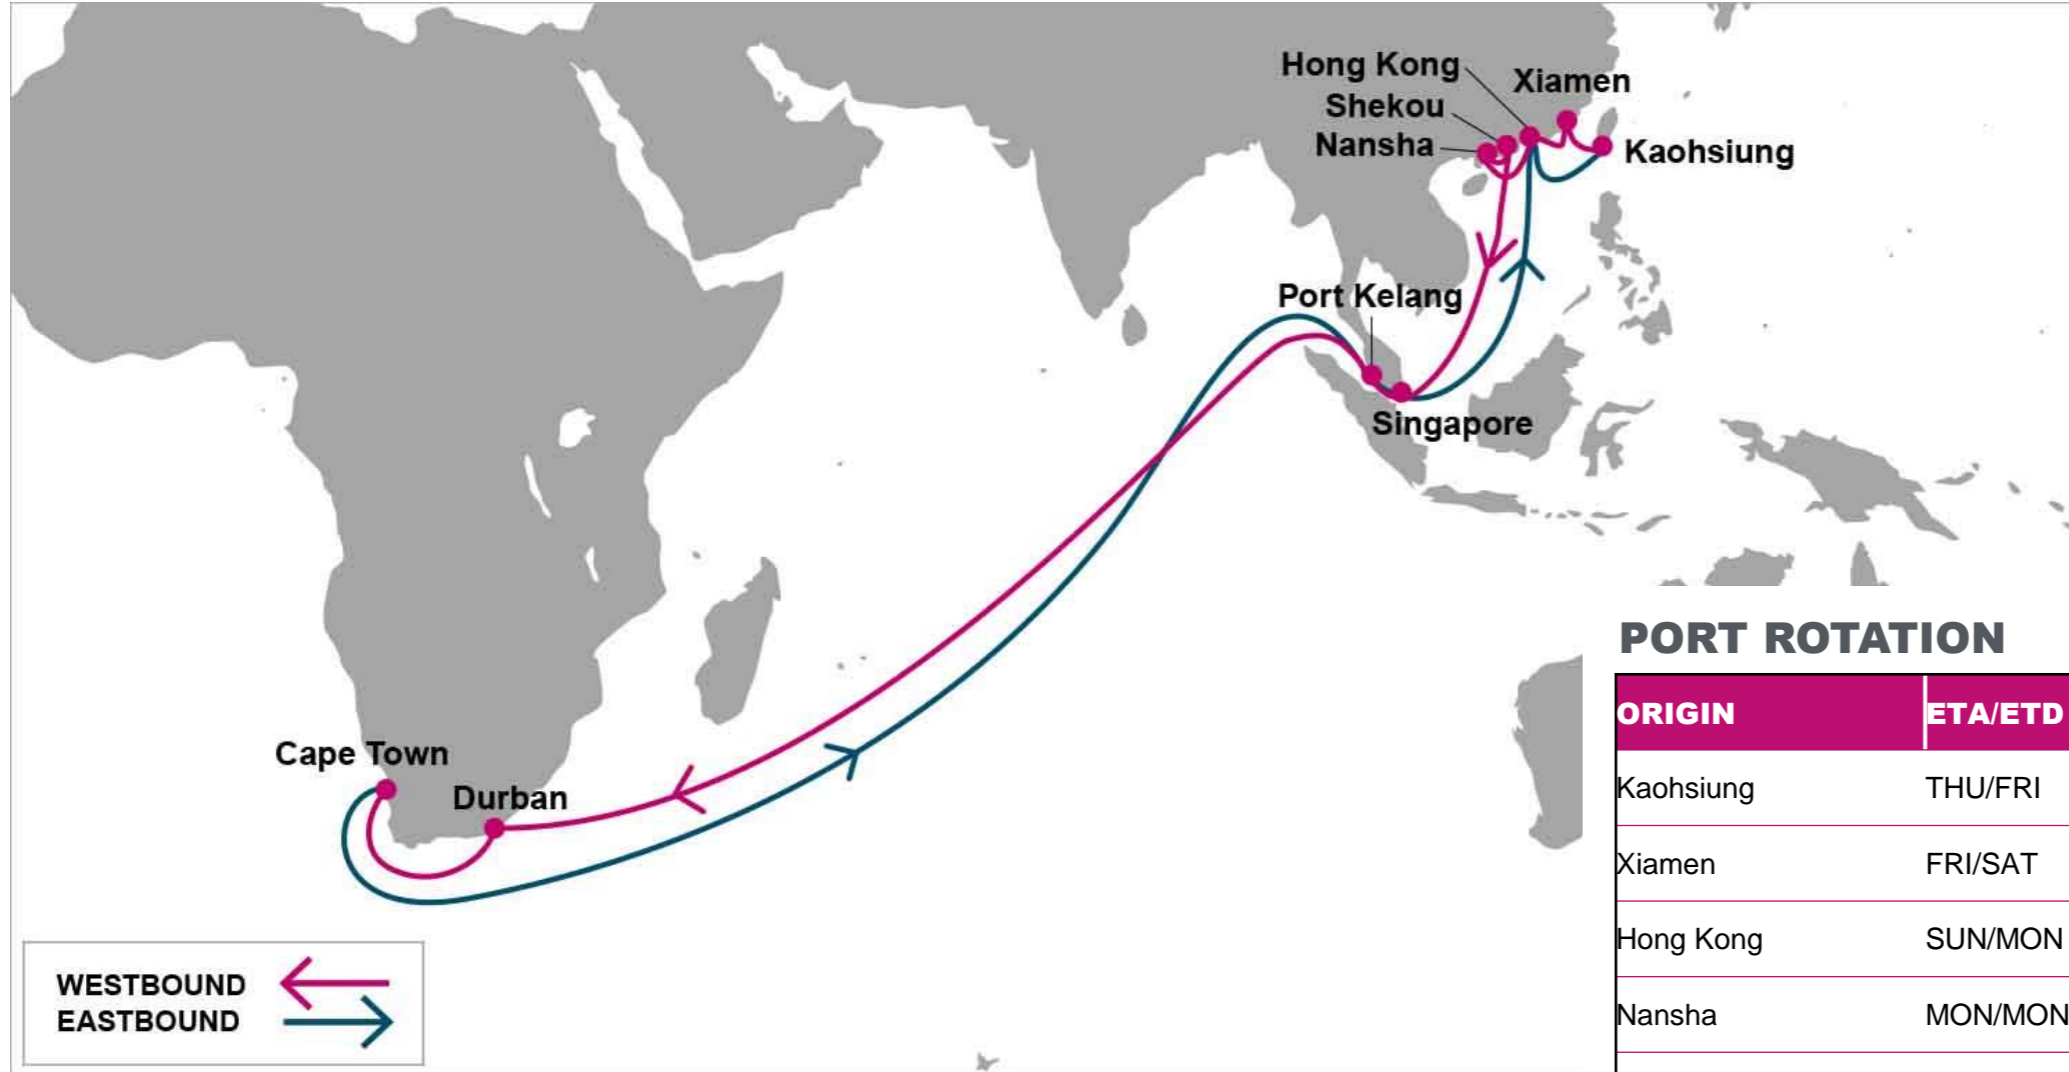 Hong Kong
Xiamen
Shekou
Nansha
Kaohsiung
Port Kelang
Singapore
Cape Town
Durban
WESTBOUND
EASTBOUND
PORT ROTATION
ORIGIN ETA/ETD
Kaohsiung THU/FRI
Xiamen FRI/SAT
Hong Kong SUN/MON
Nansha MON/MON